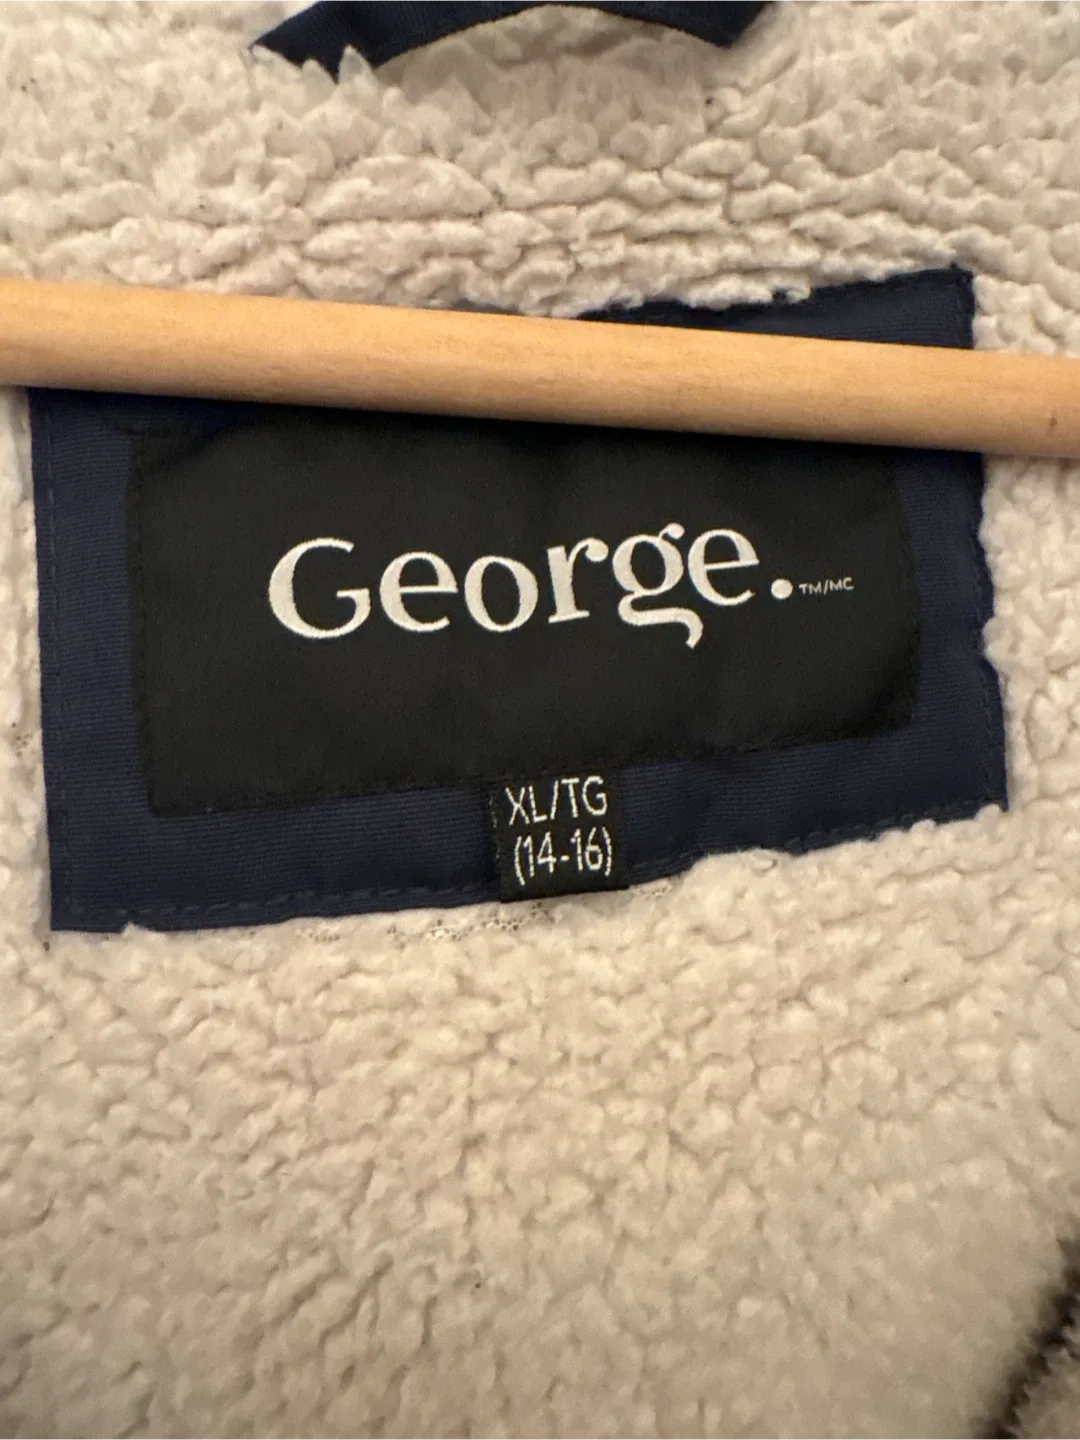 George. TM/MC
XL/TG
(14-16)